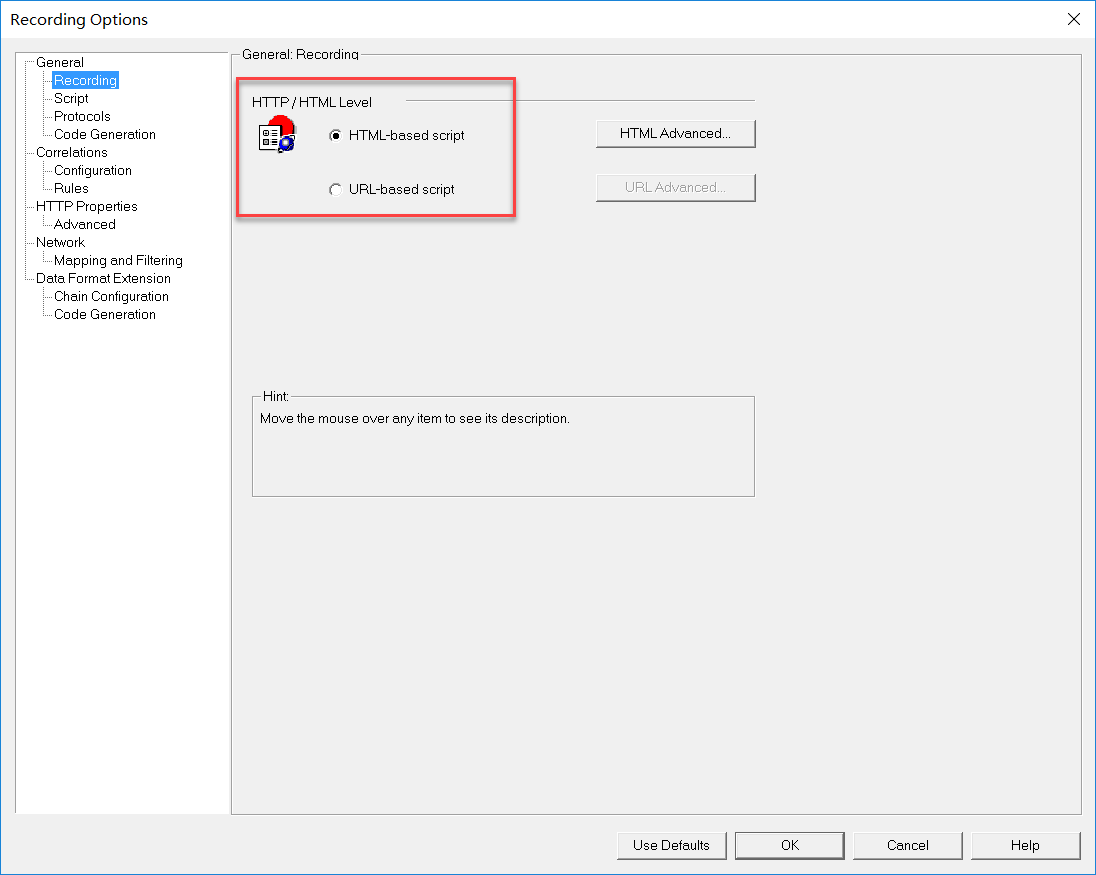 Recording Options
General
Recording
Script
Protocols
Code Generation
Correlations
Configuration
Rules
HTTP Properties
Advanced
Network
Mapping and Filtering
Data Format Extension
Chain Configuration
Code Generation
General: Recording
HTTP / HTML Level
HTML-based script
HTML Advanced...
URL-based script
URL Advanced...
Hint:
Move the mouse over any item to see its description.
Use Defaults
OK
Cancel
Help